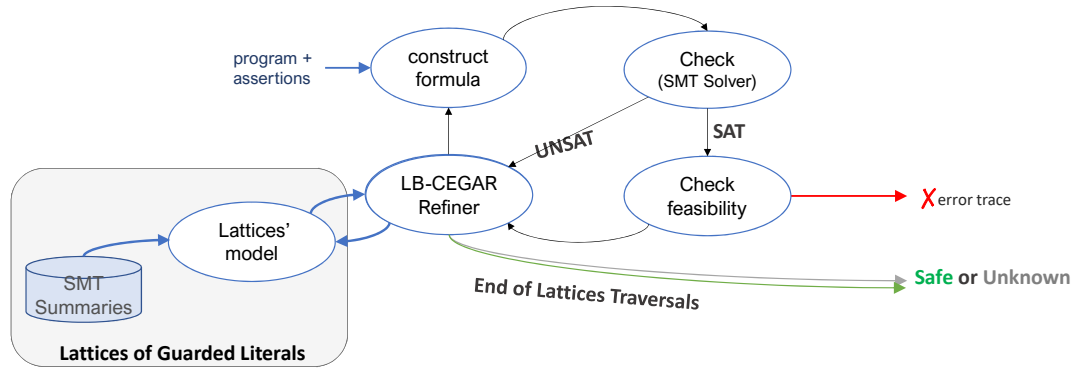 program +
assertions
construct
formula
Check
(SMT Solver)
UNSAT
SAT
LB-CEGAR
Refiner
Check
feasibility
✗ error trace
Lattices'
model
SMT
Summaries
Lattices of Guarded Literals
End of Lattices Traversals
Safe or Unknown